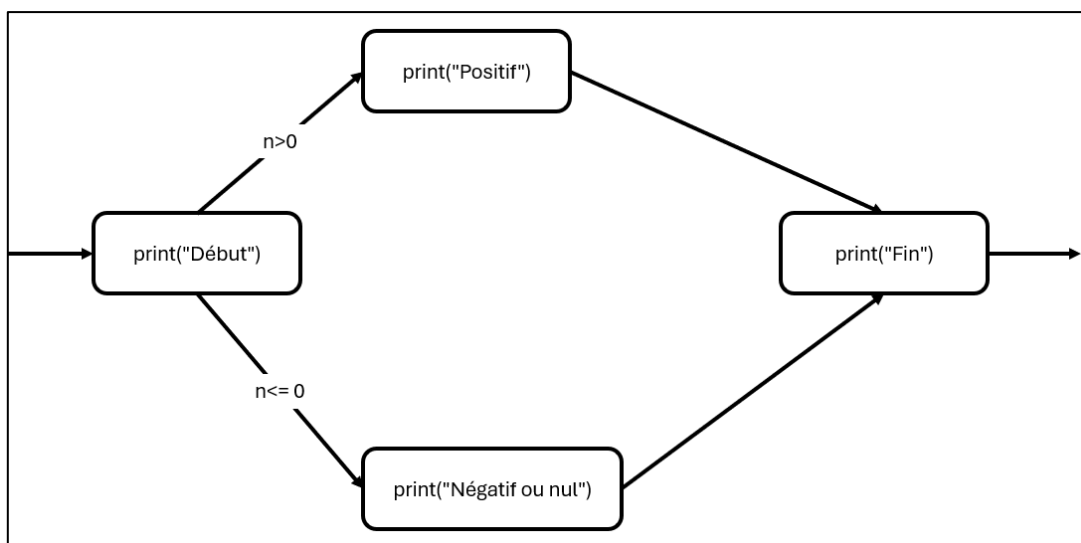 print("Positif")
n>0
print("Début")
print("Fin")
n<= 0
print("Négatif ou nul")